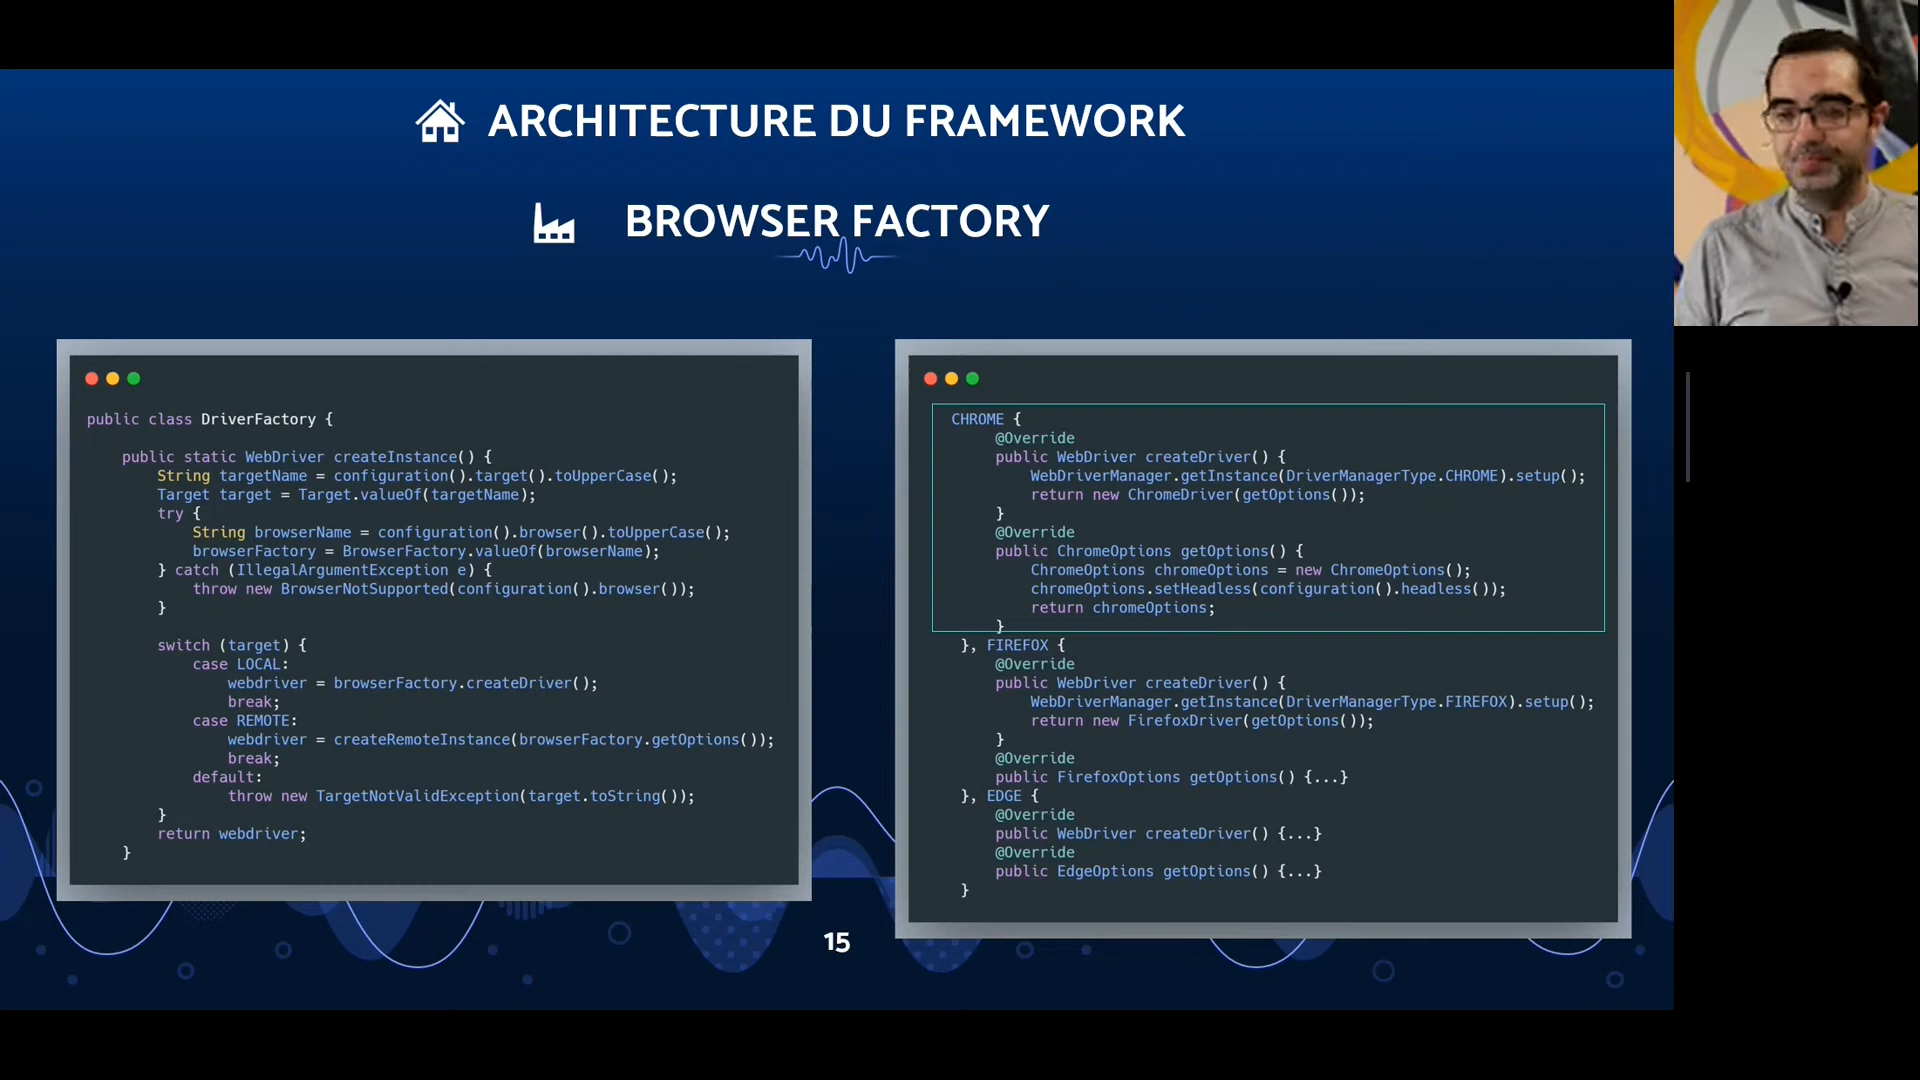 ARCHITECTURE DU FRAMEWORK
BROWSER FACTORY
public class DriverFactory {
public static WebDriver createInstance() {
String targetName = configuration().target().toUpperCase();
Target target = Target.valueOf(targetName);
try {
String browserName = configuration().browser().toUpperCase();
browserFactory = BrowserFactory.valueOf(browserName);
} catch (IllegalArgumentException e) {
throw new BrowserNotSupported(configuration().browser());
}
switch (target) {
case LOCAL:
webdriver = browserFactory.createDriver();
break;
case REMOTE:
webdriver = createRemoteInstance(browserFactory.getOptions());
break;
default:
throw new TargetNotValidException(target.toString());
}
return webdriver;
}
CHROME {
@Override
public WebDriver createDriver() {
WebDriverManager.getInstance(DriverManagerType.CHROME).setup();
return new ChromeDriver(getOptions());
}
@Override
public ChromeOptions getOptions() {
ChromeOptions chromeOptions = new ChromeOptions();
chromeOptions.setHeadless(configuration().headless());
return chromeOptions;
}
}, FIREFOX {
@Override
public WebDriver createDriver() {
WebDriverManager.getInstance(DriverManagerType.FIREFOX).setup();
return new FirefoxDriver(getOptions());
}
@Override
public FirefoxOptions getOptions() {...}
}, EDGE {
@Override
public WebDriver createDriver() {...}
@Override
public EdgeOptions getOptions() {...}
}
15